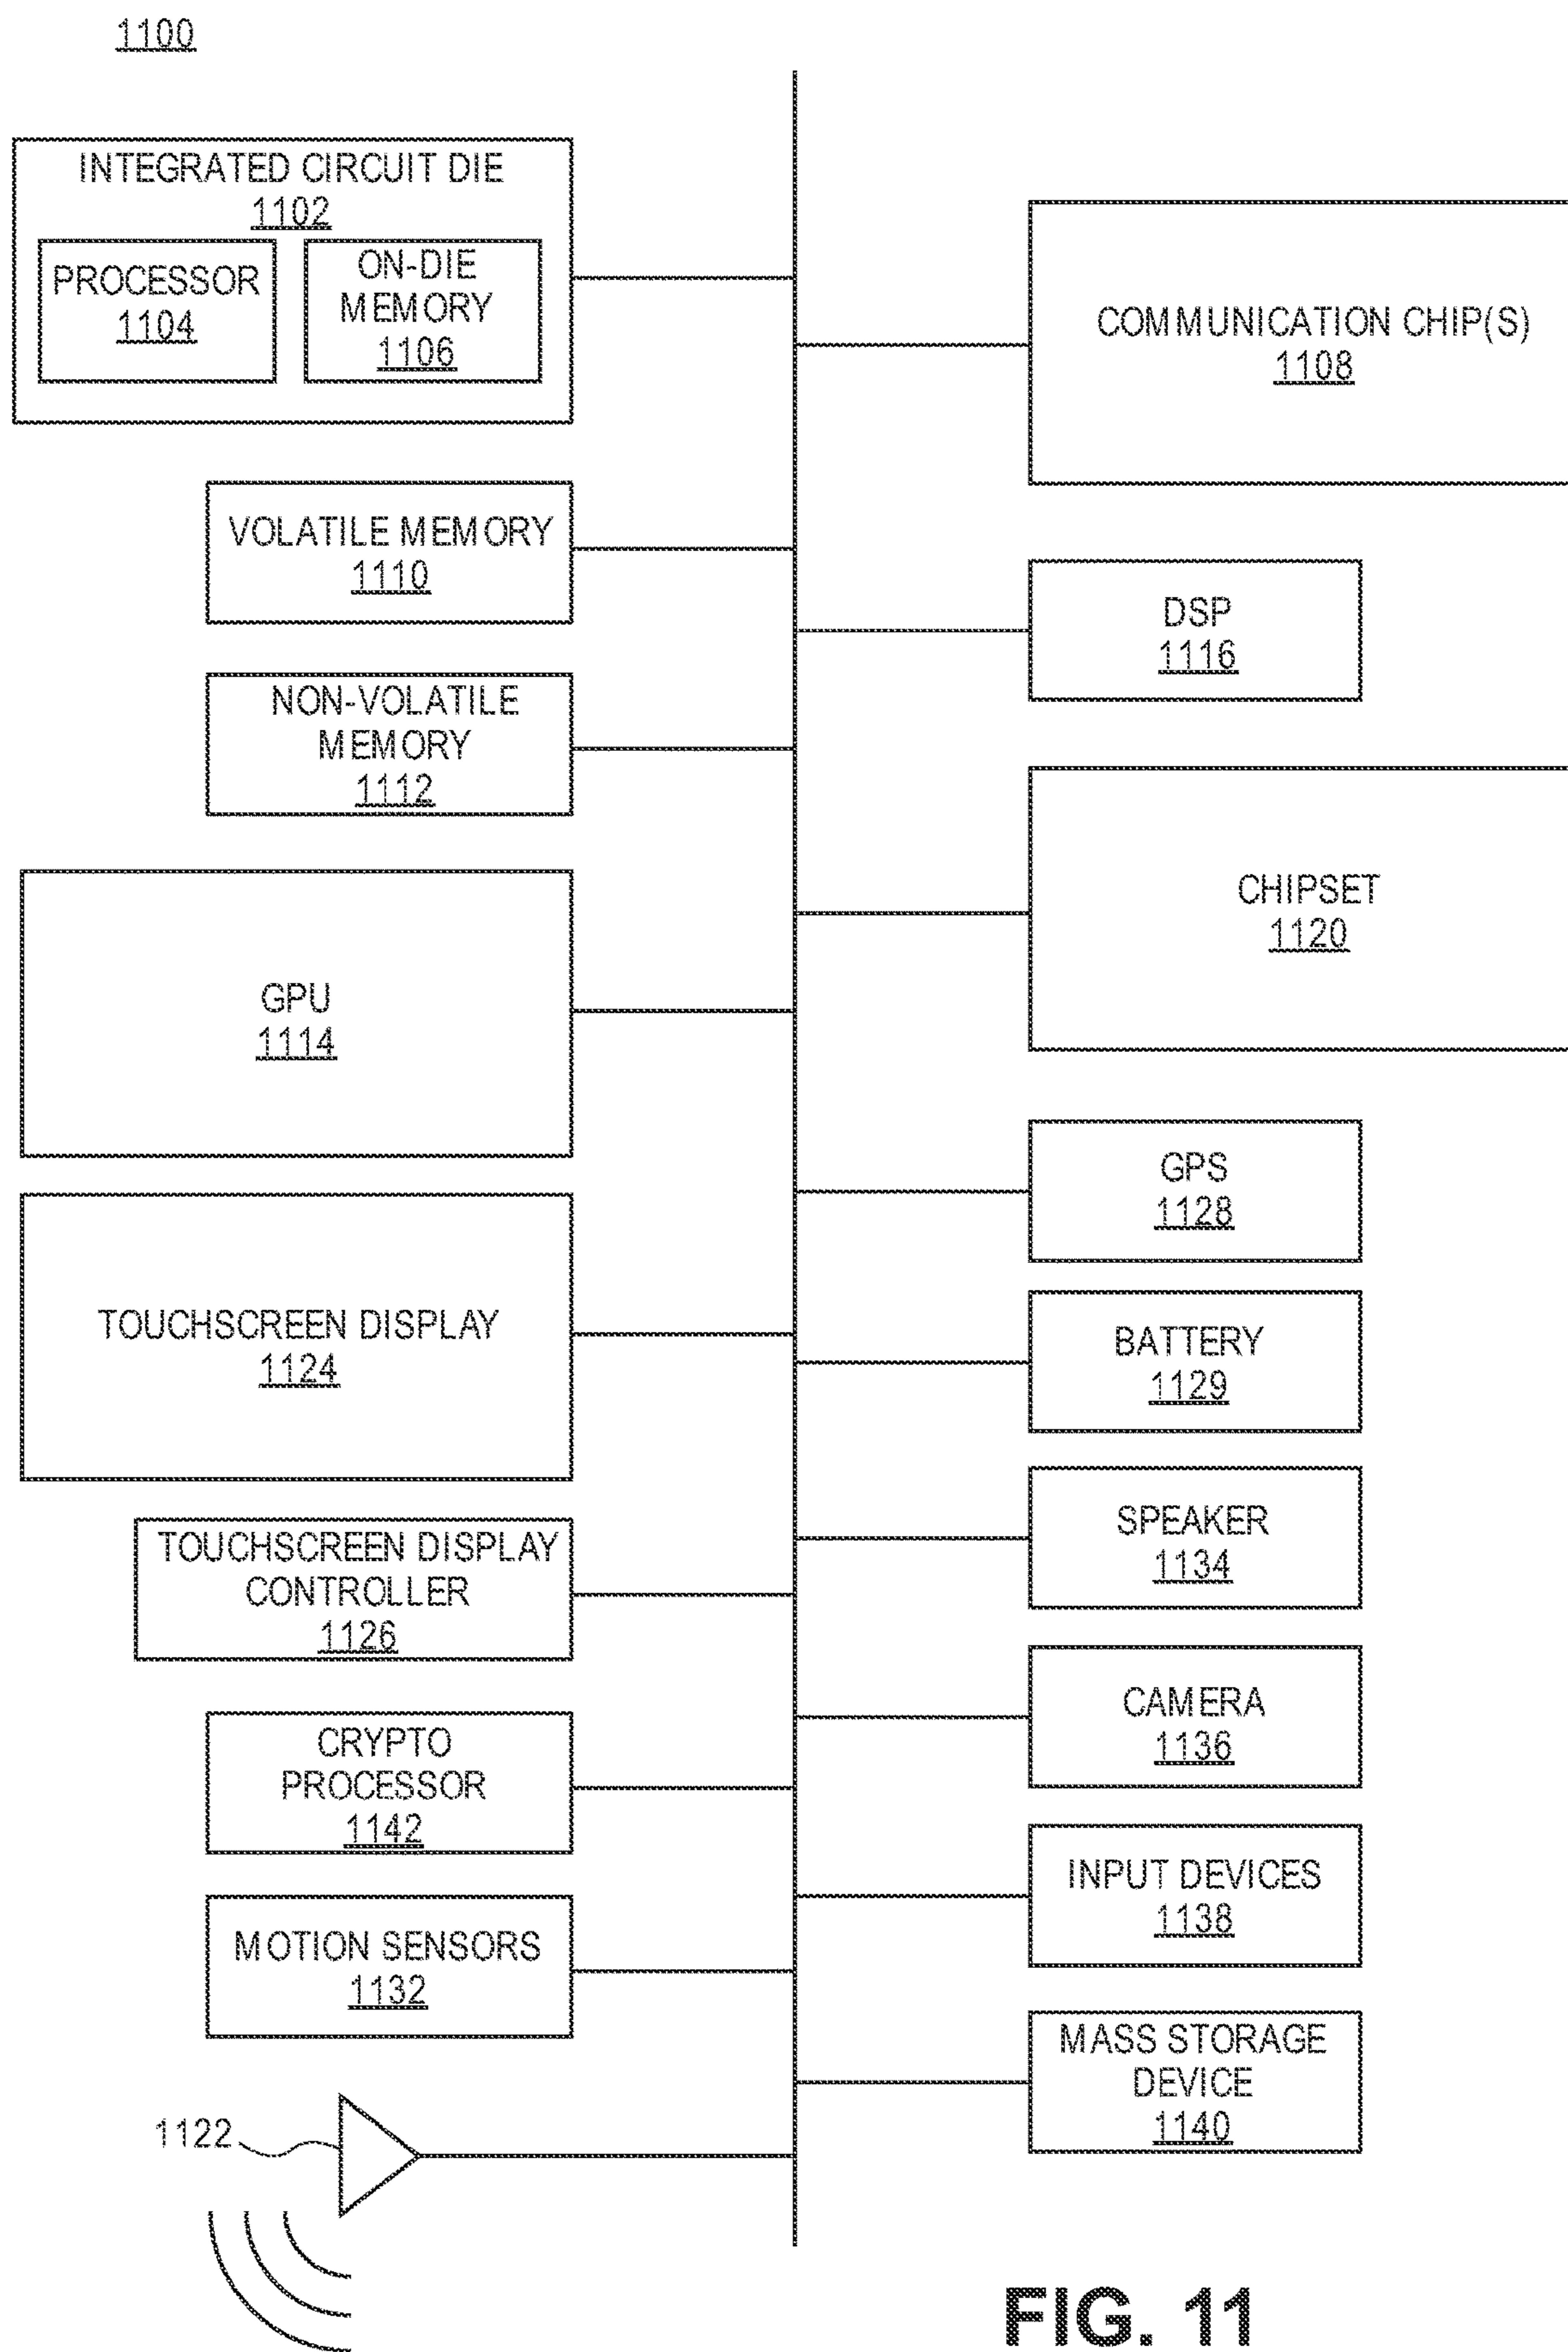 1100
INTEGRATED CIRCUIT DIE
1102
PROCESSOR
1104
ON-DIE
MEMORY
1106
COMMUNICATION CHIP(S)
1108
VOLATILE MEMORY
1110
DSP
1116
NON-VOLATILE
MEMORY
1112
CHIPSET
1120
GPU
1114
GPS
1128
TOUCHSCREEN DISPLAY
1124
BATTERY
1129
SPEAKER
1134
TOUCHSCREEN DISPLAY
CONTROLLER
1126
CAMERA
1136
CRYPTO
PROCESSOR
1142
INPUT DEVICES
1138
MOTION SENSORS
1132
MASS STORAGE
DEVICE
1140
1122
FIG. 11